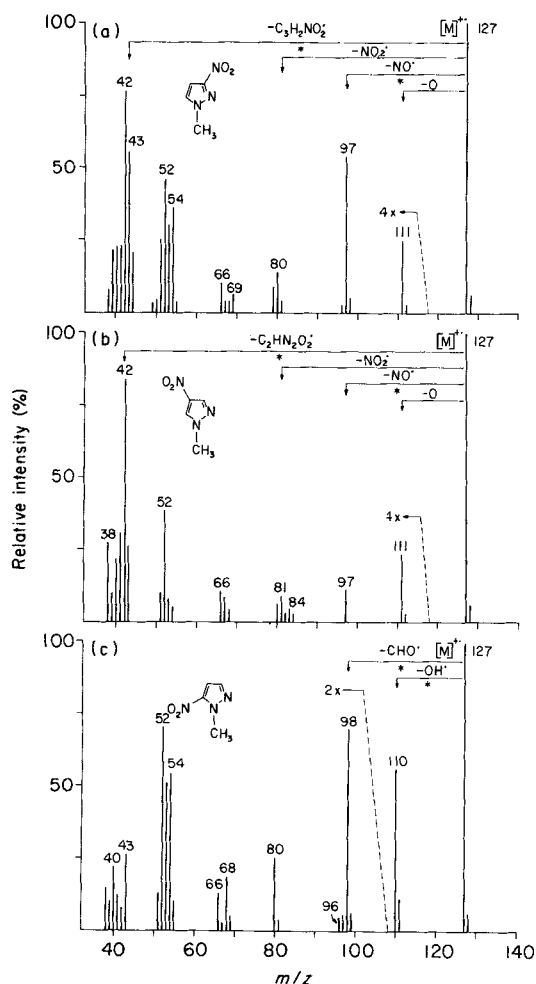 100
(a)
-C3H2NO2•
[M]+•
127
*
-NO2•
-NO•
*
-O
NO2
N
N
CH3
42
43
50
52
54
97
4x
111
66
69
80
100
(b)
-C2HN2O2•
[M]+•
127
*
-NO2•
-NO•
*
-O
42
O2N
N
N
CH3
50
52
38
4x
111
66
81
84
97
Relative intensity (%)
100
(c)
-CHO•
[M]+•
127
*
-OH•
*
2x
O2N
N
N
CH3
52
54
98
110
50
43
40
66
68
80
96
40
60
80
100
120
140
m/z